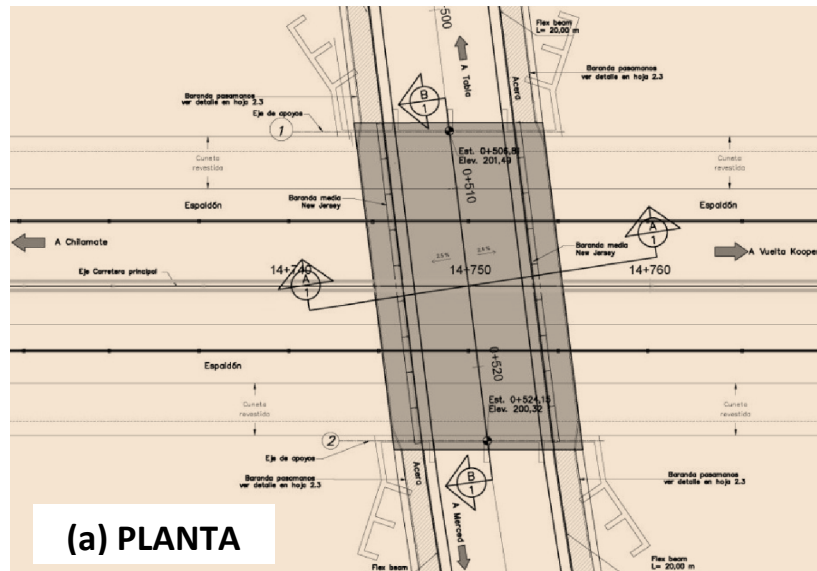 Flex beam
L= 20,00 m
0+500
A Tabla
Acera
Baranda pasamanos
ver detalle en hoja 2.3
Baranda pasamanos
ver detalle en hoja 2.3
B
1
Eje de apoyos
1
Est. 0+506,81
Elev. 201,49
Cuneta
revestida
Cuneta
revestida
0+510
Baranda media
New Jersey
Espaldón
Espaldón
A
1
A Chilamate
Baranda media
New Jersey
A Vuelta Kooper
14+740
14+750
14+760
Eje Carretera principal
A
1
Espaldón
0+520
Est. 0+524,15
Elev. 200,32
Cuneta
revestida
Cuneta
revestida
2
Eje de apoyos
Acera
Baranda pasamanos
ver detalle en hoja 2.3
Baranda pasamanos
ver detalle en hoja 2.3
B
1
A Merced
Flex beam
Flex beam
L= 20,00 m
(a) PLANTA